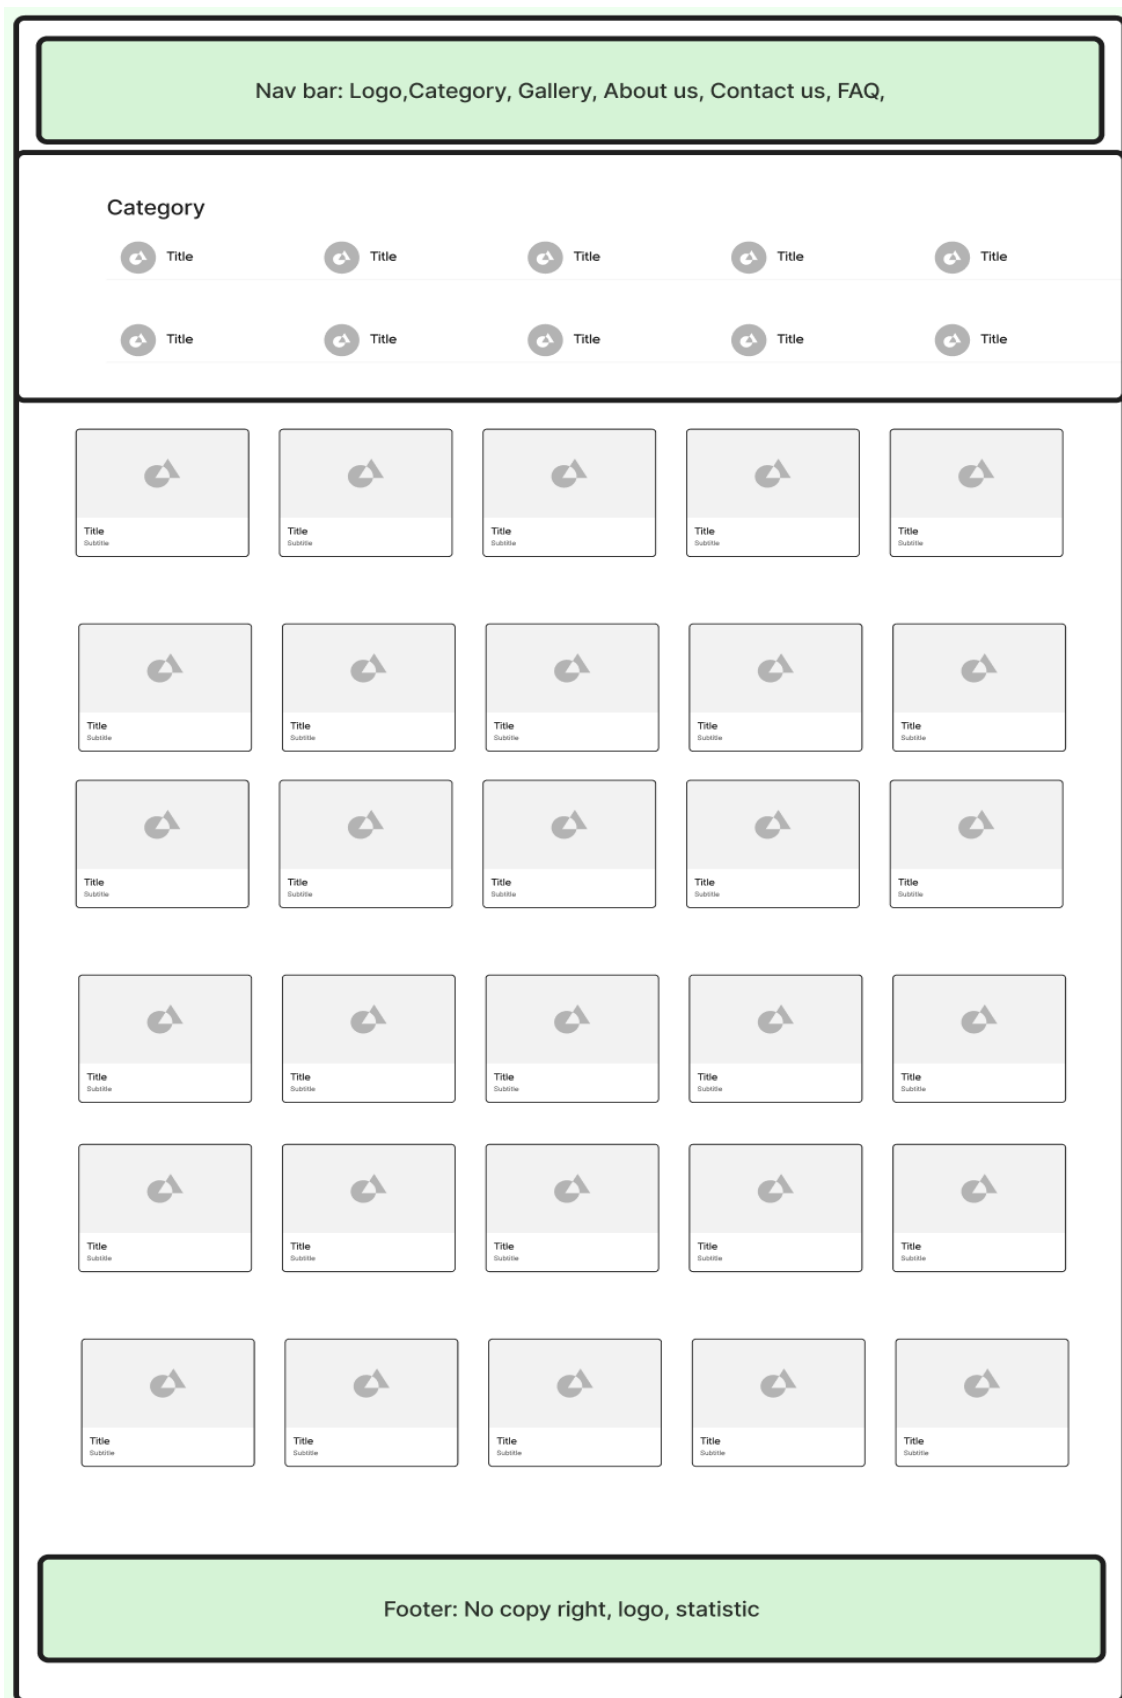 Nav bar: Logo,Category, Gallery, About us, Contact us, FAQ,
Category
Title Title Title Title Title
Title Title Title Title Title
Title Title Title Title Title
Subtitle Subtitle Subtitle Subtitle Subtitle
Title Title Title Title Title
Subtitle Subtitle Subtitle Subtitle Subtitle
Title Title Title Title Title
Subtitle Subtitle Subtitle Subtitle Subtitle
Title Title Title Title Title
Subtitle Subtitle Subtitle Subtitle Subtitle
Title Title Title Title Title
Subtitle Subtitle Subtitle Subtitle Subtitle
Title Title Title Title Title
Subtitle Subtitle Subtitle Subtitle Subtitle
Footer: No copy right, logo, statistic